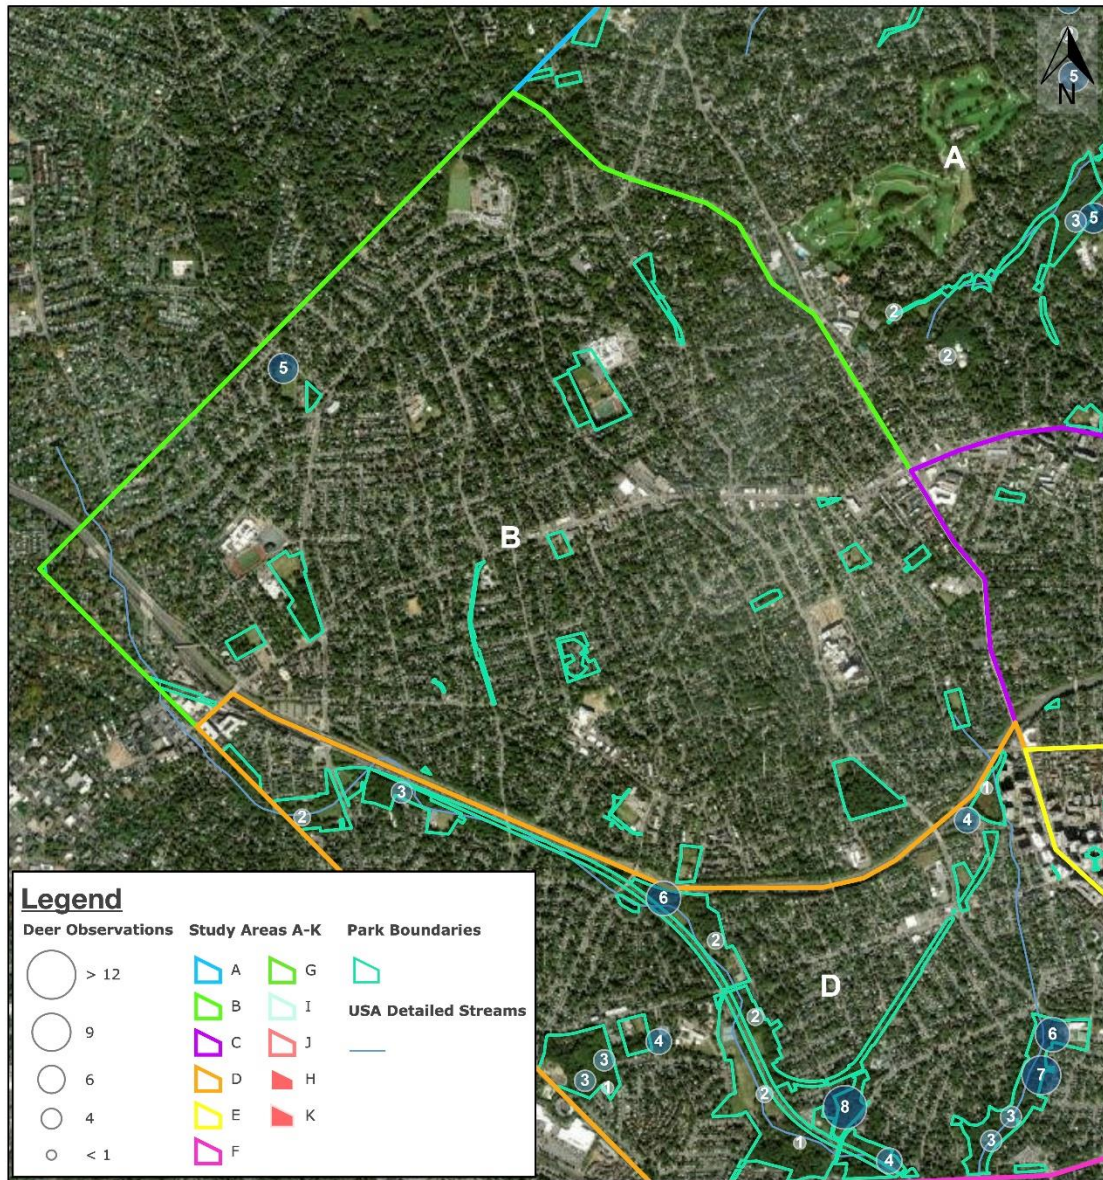 2
5
N
A
3 5
2
2
5
B
1
4
2
3
6
2
D
2
4
3
3
1
2
8
1
4
6
7
3
3
Legend
Deer Observations
> 12
9
6
4
< 1
Study Areas A-K
A
B
C
D
E
F
G
I
J
H
K
Park Boundaries
USA Detailed Streams